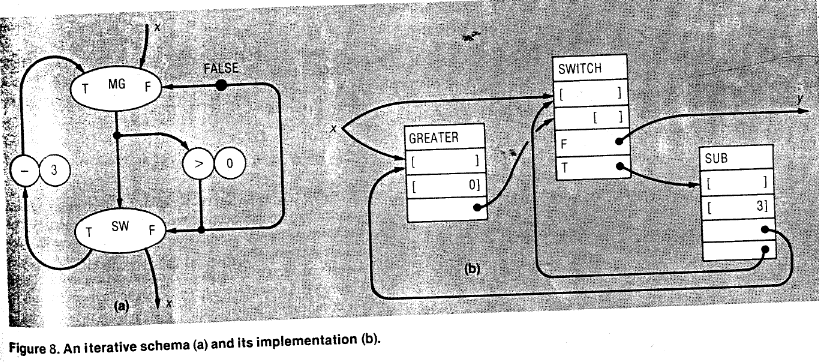 x
FALSE
T MG F
− 3
> 0
T SW F
x
(a)
x
GREATER
[ ]
[ 0]
SWITCH
[ ]
[ ]
F
T
y
SUB
[ ]
[ 3]
(b)
Figure 8. An iterative schema (a) and its implementation (b).